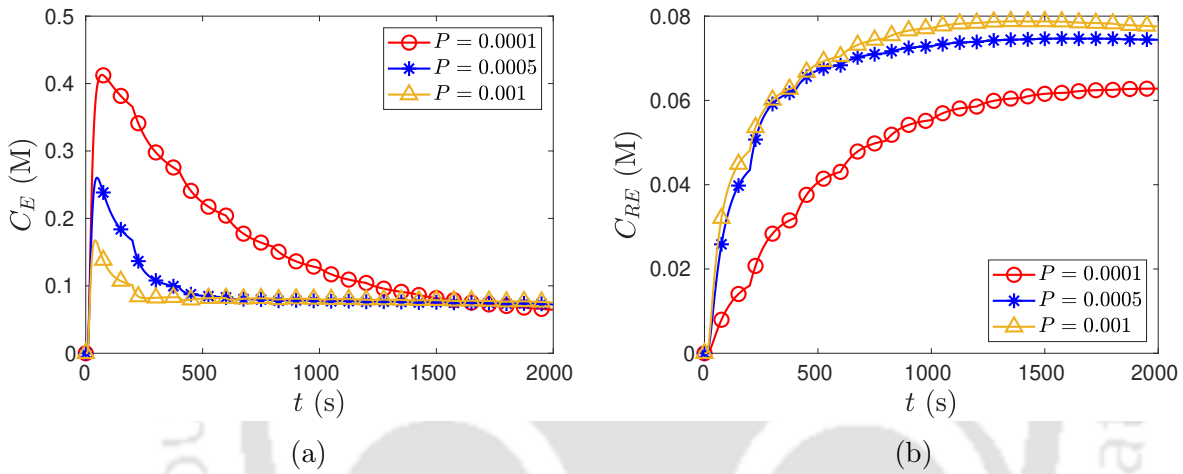 0.5
0.4
0.3
0.2
0.1
0
0 500 1000 1500 2000
C_E (M)
t (s)
P = 0.0001
P = 0.0005
P = 0.001
(a)
0.08
0.06
0.04
0.02
0
0 500 1000 1500 2000
C_{RE} (M)
t (s)
P = 0.0001
P = 0.0005
P = 0.001
(b)